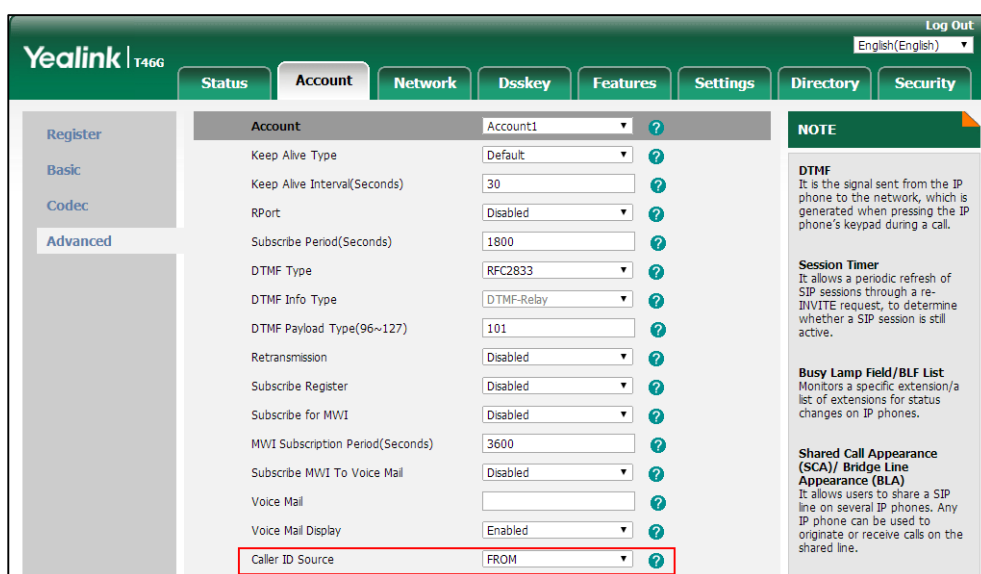 Log Out
English(English)
Yealink | T46G
Status Account Network Dsskey Features Settings Directory Security
Register
Basic
Codec
Advanced
Account Account1
Keep Alive Type Default
Keep Alive Interval(Seconds) 30
RPort Disabled
Subscribe Period(Seconds) 1800
DTMF Type RFC2833
DTMF Info Type DTMF-Relay
DTMF Payload Type(96~127) 101
Retransmission Disabled
Subscribe Register Disabled
Subscribe for MWI Disabled
MWI Subscription Period(Seconds) 3600
Subscribe MWI To Voice Mail Disabled
Voice Mail
Voice Mail Display Enabled
Caller ID Source FROM
NOTE
DTMF
It is the signal sent from the IP
phone to the network, which is
generated when pressing the IP
phone's keypad during a call.
Session Timer
It allows a periodic refresh of
SIP sessions through a re-
INVITE request, to determine
whether a SIP session is still
active.
Busy Lamp Field/BLF List
Monitors a specific extension/a
list of extensions for status
changes on IP phones.
Shared Call Appearance
(SCA)/ Bridge Line
Appearance (BLA)
It allows users to share a SIP
line on several IP phones. Any
IP phone can be used to
originate or receive calls on the
shared line.